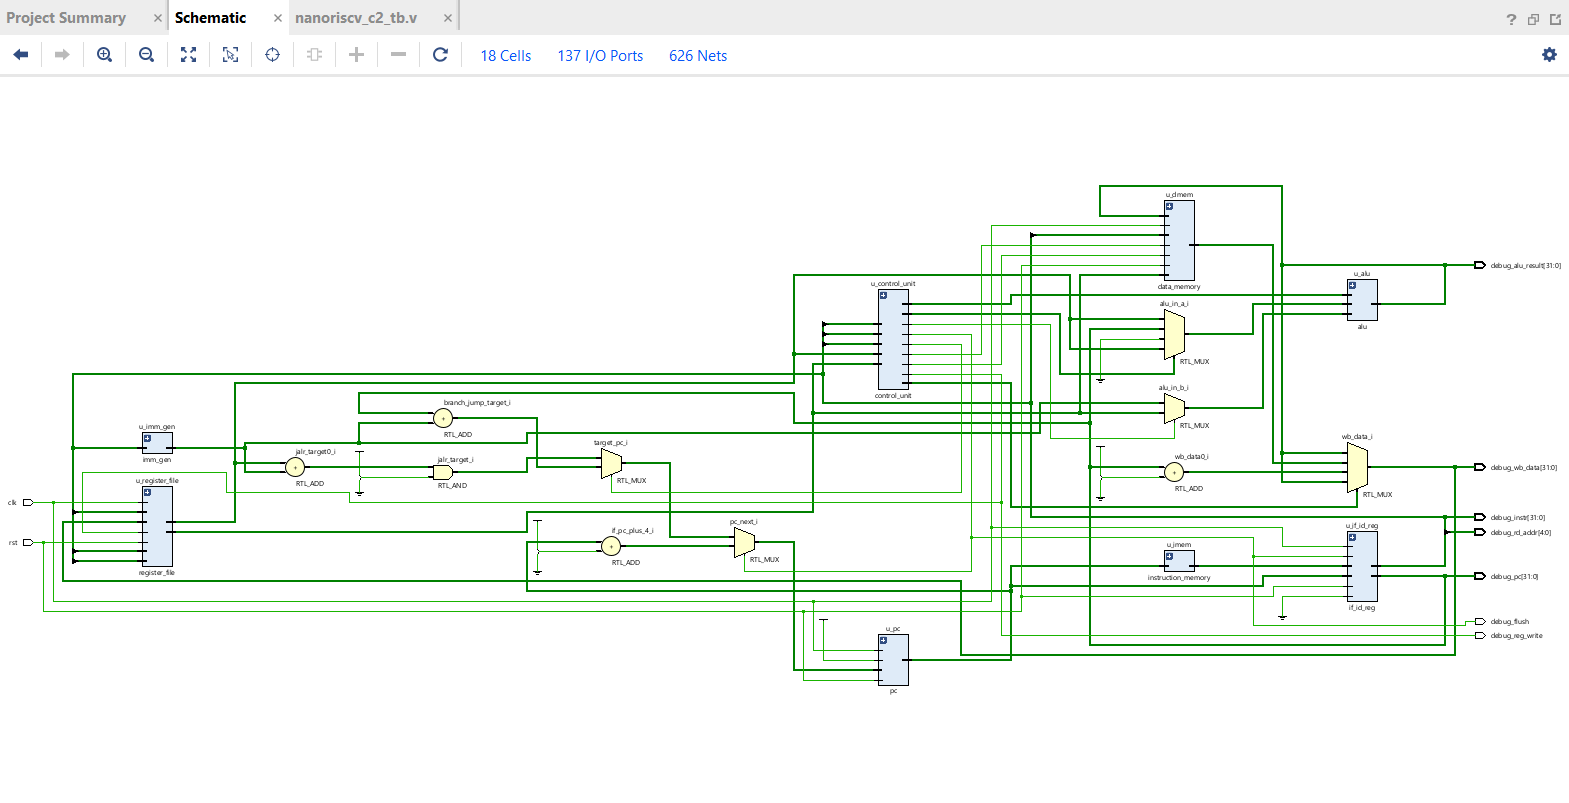 Project Summary × Schematic × nanoriscv_c2_tb.v ×
?
18 Cells 137 I/O Ports 626 Nets
u_dmem
data_memory
u_control_unit
control_unit
u_alu
alu
debug_alu_result[31:0]
alu_in_a_i
RTL_MUX
alu_in_b_i
RTL_MUX
branch_jump_target_i
+
RTL_ADD
u_imm_gen
imm_gen
jalr_target0_i
+
RTL_ADD
jalr_target_i
RTL_AND
target_pc_i
RTL_MUX
wb_data_i
RTL_MUX
wb_data0_i
+
RTL_ADD
debug_wb_data[31:0]
u_register_file
register_file
clk
rst
if_pc_plus_4_i
+
RTL_ADD
pc_next_i
RTL_MUX
debug_instr[31:0]
debug_rd_addr[4:0]
u_if_id_reg
if_id_reg
u_imem
instruction_memory
debug_pc[31:0]
debug_flush
debug_reg_write
u_pc
pc